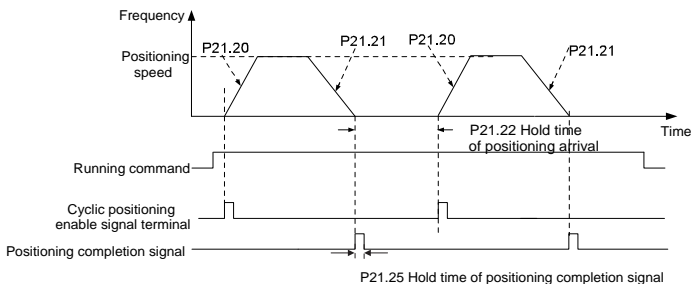 Frequency
P21.20
P21.21
P21.20
P21.21
Positioning
speed
Time
P21.22 Hold time
of positioning arrival
Running command
Cyclic positioning
enable signal terminal
Positioning completion signal
P21.25 Hold time of positioning completion signal